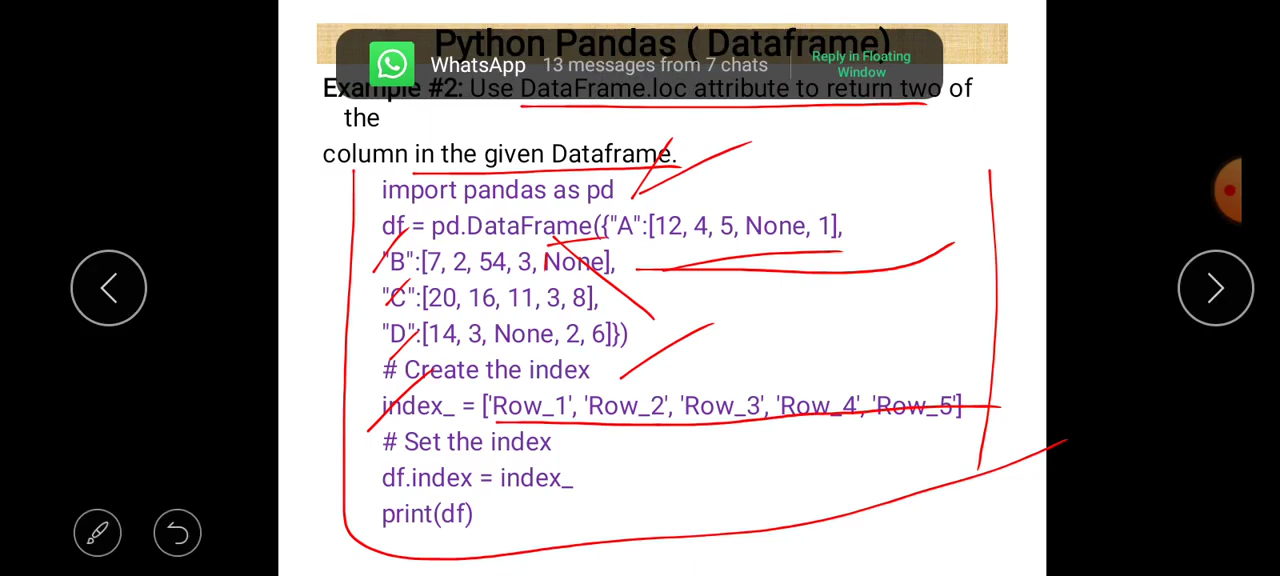 Python Pandas ( Dataframe)
WhatsApp 13 messages from 7 chats
Reply in Floating
Window
Example #2: Use DataFrame.loc attribute to return two of
the
column in the given Dataframe.
import pandas as pd
df = pd.DataFrame({"A":[12, 4, 5, None, 1],
"B":[7, 2, 54, 3, None],
"C":[20, 16, 11, 3, 8],
"D":[14, 3, None, 2, 6]})
# Create the index
index_ = ['Row_1', 'Row_2', 'Row_3', 'Row_4', 'Row_5']
# Set the index
df.index = index_
print(df)